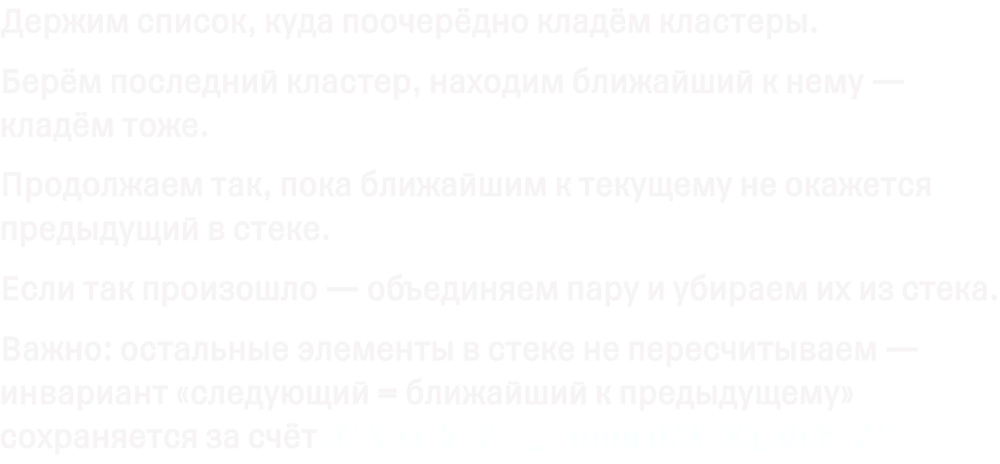 Держим список, куда поочерёдно кладём кластеры.
Берём последний кластер, находим ближайший к нему —
кладём тоже.
Продолжаем так, пока ближайшим к текущему не окажется
предыдущий в стеке.
Если так произошло — объединяем пару и убираем их из стека.
Важно: остальные элементы в стеке не пересчитываем —
инвариант «следующий = ближайший к предыдущему»
сохраняется за счёт